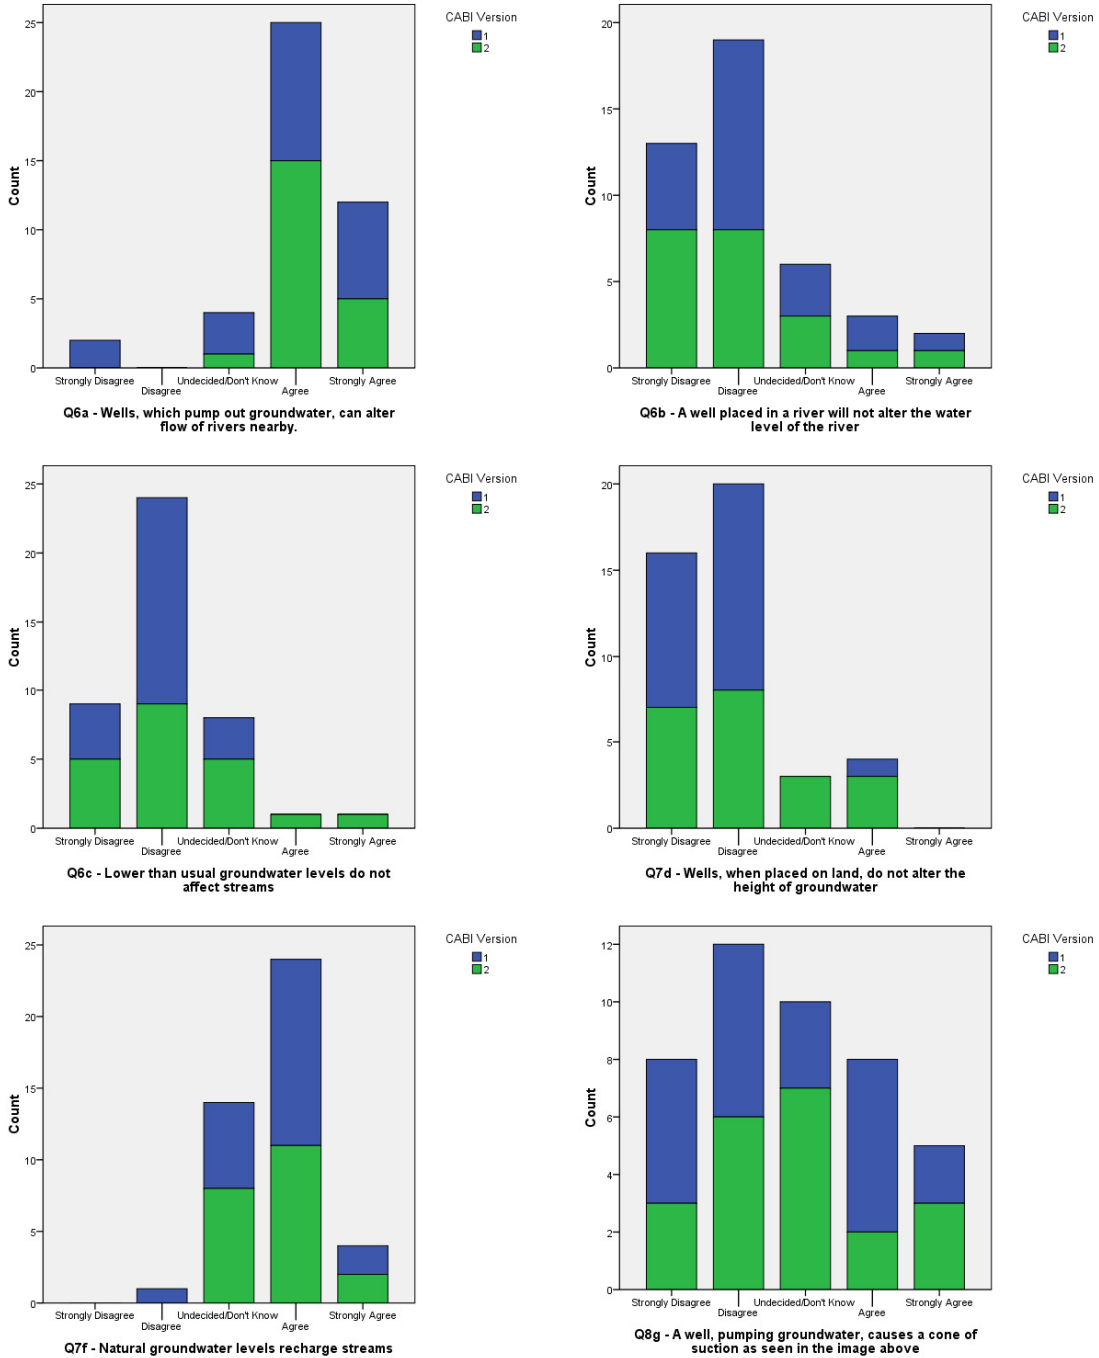 CABI Version
1
2
Count
25
20
15
10
5
0
Strongly Disagree
Disagree
Undecided/Don't Know
Agree
Strongly Agree
Q6a - Wells, which pump out groundwater, can alter
flow of rivers nearby.
CABI Version
1
2
Count
20
15
10
5
0
Strongly Disagree
Disagree
Undecided/Don't Know
Agree
Strongly Agree
Q6b - A well placed in a river will not alter the water
level of the river
CABI Version
1
2
Count
25
20
15
10
5
0
Strongly Disagree
Disagree
Undecided/Don't Know
Agree
Strongly Agree
Q6c - Lower than usual groundwater levels do not
affect streams
CABI Version
1
2
Count
20
15
10
5
0
Strongly Disagree
Disagree
Undecided/Don't Know
Agree
Strongly Agree
Q7d - Wells, when placed on land, do not alter the
height of groundwater
CABI Version
1
2
Count
25
20
15
10
5
0
Strongly Disagree
Disagree
Undecided/Don't Know
Agree
Strongly Agree
Q7f - Natural groundwater levels recharge streams
CABI Version
1
2
Count
12
10
8
6
4
2
0
Strongly Disagree
Disagree
Undecided/Don't Know
Agree
Strongly Agree
Q8g - A well, pumping groundwater, causes a cone of
suction as seen in the image above